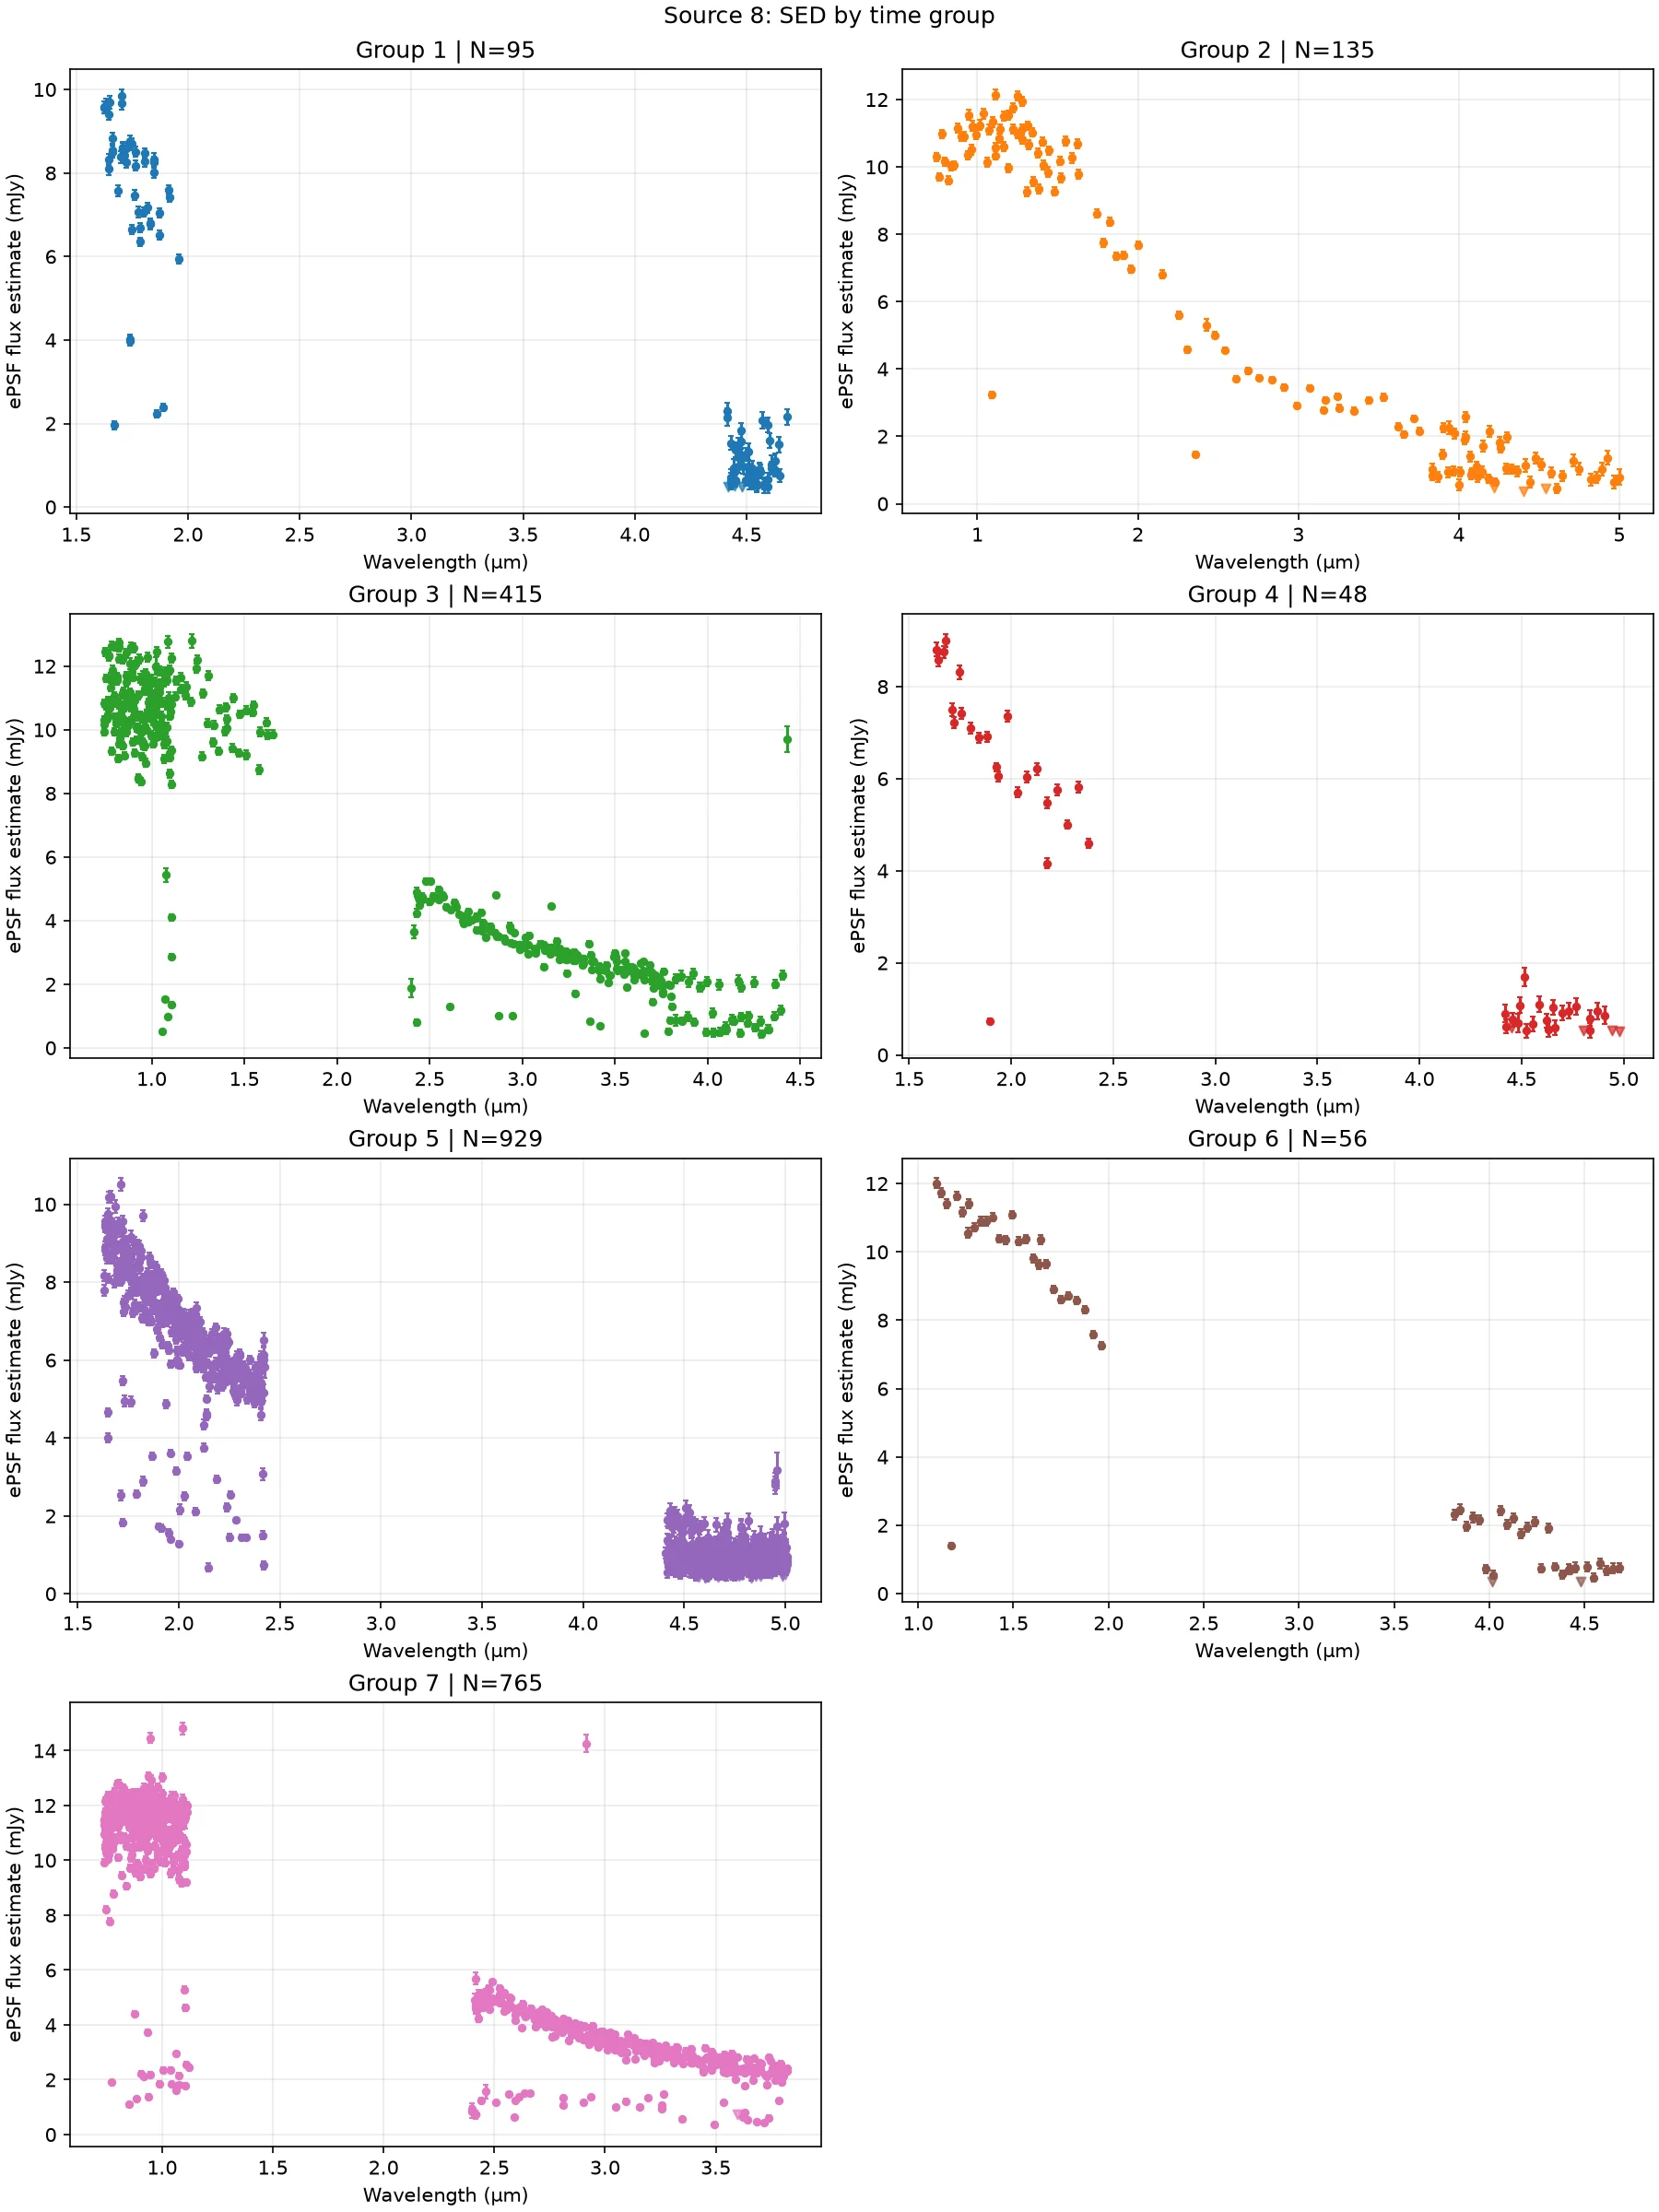 Source 8: SED by time group
Group 1 | N=95
ePSF flux estimate (mJy)
10
8
6
4
2
0
1.5 2.0 2.5 3.0 3.5 4.0 4.5
Wavelength (µm)
Group 2 | N=135
ePSF flux estimate (mJy)
12
10
8
6
4
2
0
1 2 3 4 5
Wavelength (µm)
Group 3 | N=415
ePSF flux estimate (mJy)
12
10
8
6
4
2
0
1.0 1.5 2.0 2.5 3.0 3.5 4.0 4.5
Wavelength (µm)
Group 4 | N=48
ePSF flux estimate (mJy)
8
6
4
2
0
1.5 2.0 2.5 3.0 3.5 4.0 4.5 5.0
Wavelength (µm)
Group 5 | N=929
ePSF flux estimate (mJy)
10
8
6
4
2
0
1.5 2.0 2.5 3.0 3.5 4.0 4.5 5.0
Wavelength (µm)
Group 6 | N=56
ePSF flux estimate (mJy)
12
10
8
6
4
2
0
1.0 1.5 2.0 2.5 3.0 3.5 4.0 4.5
Wavelength (µm)
Group 7 | N=765
ePSF flux estimate (mJy)
14
12
10
8
6
4
2
0
1.0 1.5 2.0 2.5 3.0 3.5
Wavelength (µm)